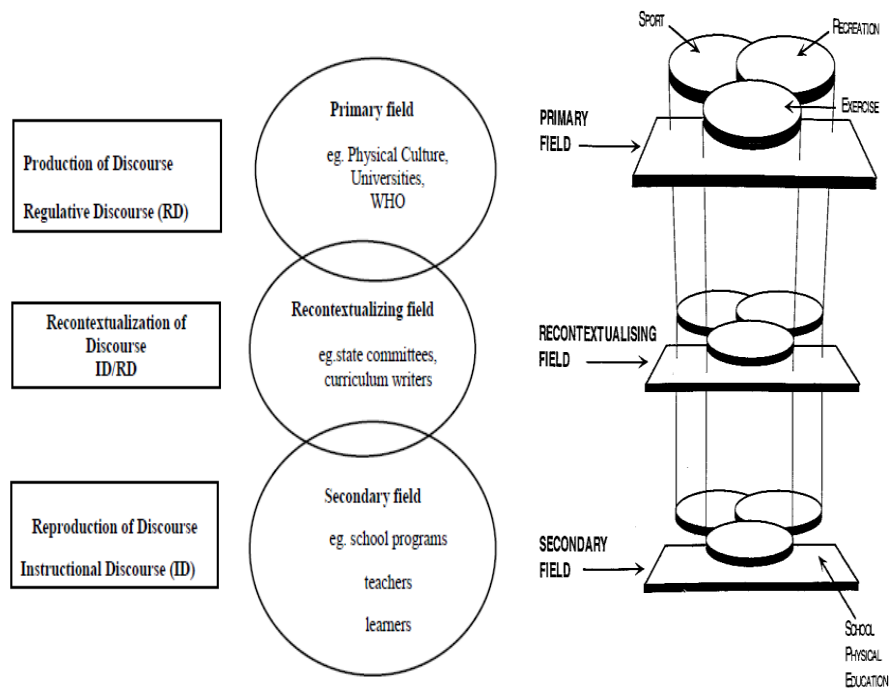 Production of Discourse
Regulative Discourse (RD)
Recontextualization of
Discourse
ID/RD
Reproduction of Discourse
Instructional Discourse (ID)
Primary field
eg. Physical Culture,
Universities,
WHO
Recontextualizing field
eg.state committees,
curriculum writers
Secondary field
eg. school programs
teachers
learners
SPORT
RECREATION
EXERCISE
PRIMARY
FIELD
RECONTEXTUALISING
FIELD
SECONDARY
FIELD
SCHOOL
PHYSICAL
EDUCATION